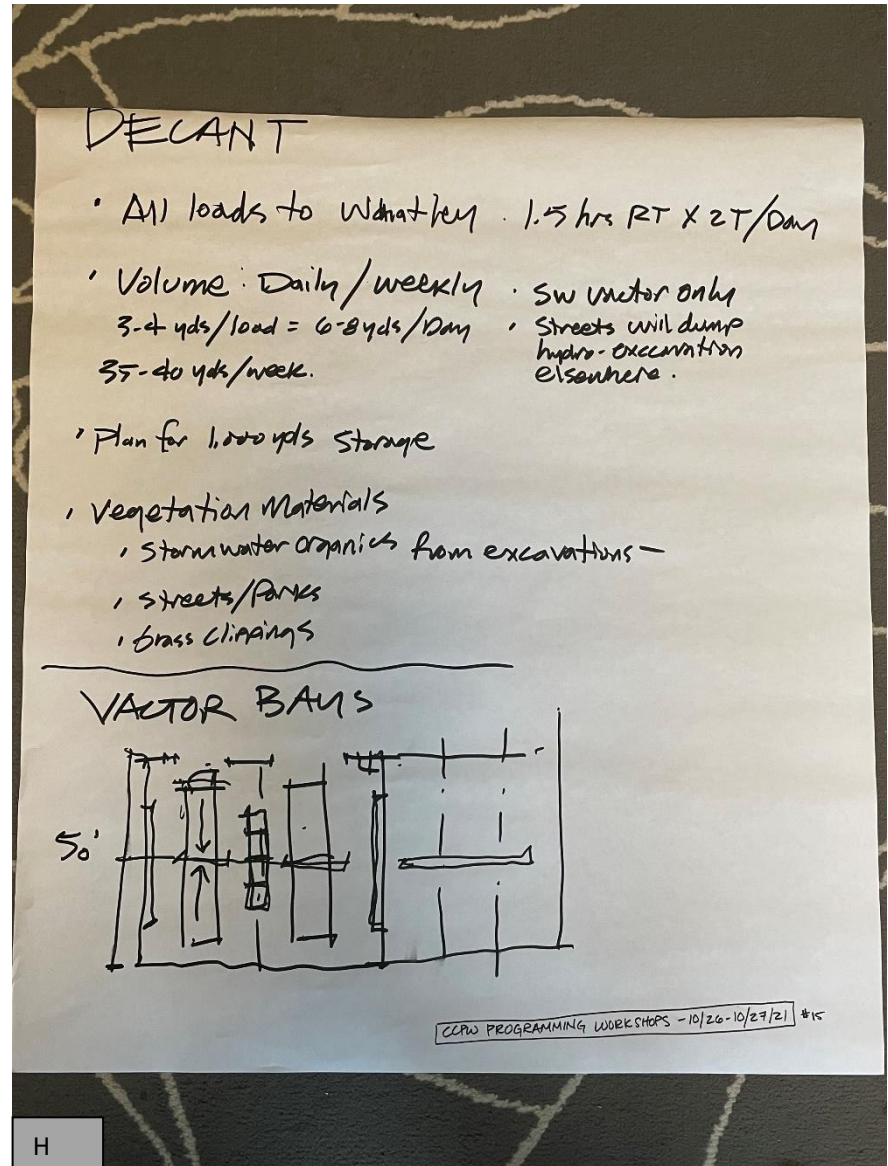 DECANT
· All loads to Whatley · 1.5 hrs RT X 2T/Day
· Volume: Daily/weekly
3-4 yds/load = 6-8 yds/Day
35-40 yds/week.
· SW vactor only
· Streets will dump
hydro-excavation
elsewhere.
· Plan for 1,000 yds Storage
· Vegetation Materials
· Stormwater organics from excavations —
· Streets/Parks
· Grass Clippings
VACTOR BAYS
50'
CCPW PROGRAMMING WORKSHOPS - 10/26-10/27/21 #15
H